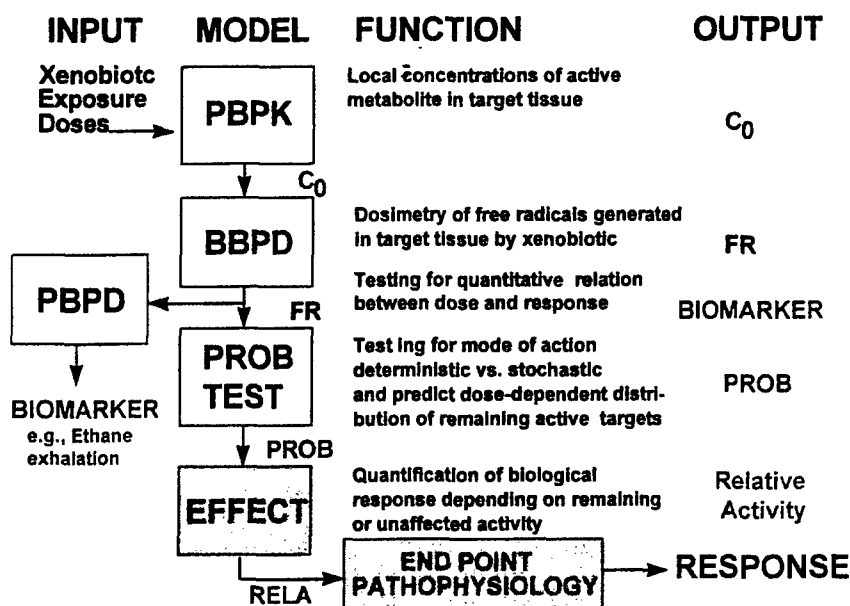 INPUT MODEL FUNCTION OUTPUT
Xenobiotc
Exposure
Doses
PBPK
Local concentrations of active
metabolite in target tissue
C0
C0
BBPD
Dosimetry of free radicals generated
in target tissue by xenobiotic
FR
PBPD
FR
Testing for quantitative relation
between dose and response
BIOMARKER
PROB
TEST
Test ing for mode of action
deterministic vs. stochastic
and predict dose-dependent distri-
bution of remaining active targets
PROB
BIOMARKER
e.g., Ethane
exhalation
PROB
EFFECT
Quantification of biological
response depending on remaining
or unaffected activity
Relative
Activity
RELA
END POINT
PATHOPHYSIOLOGY
RESPONSE